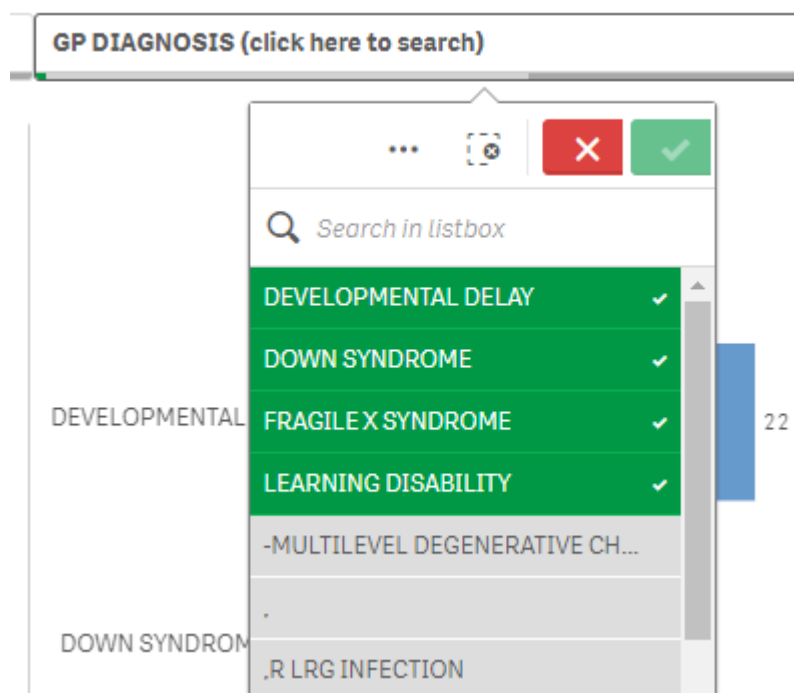 GP DIAGNOSIS (click here to search)
Search in listbox
DEVELOPMENTAL DELAY
DOWN SYNDROME
DEVELOPMENTAL
FRAGILE X SYNDROME
22
LEARNING DISABILITY
-MULTILEVEL DEGENERATIVE CH...
,
DOWN SYNDROM
,R LRG INFECTION